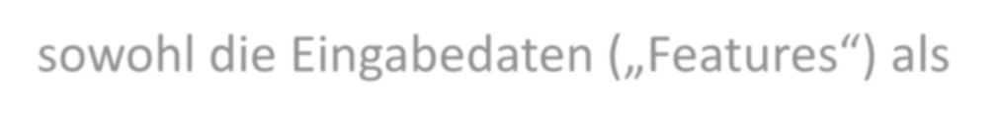 sowohl die Eingabedaten („Features“) als